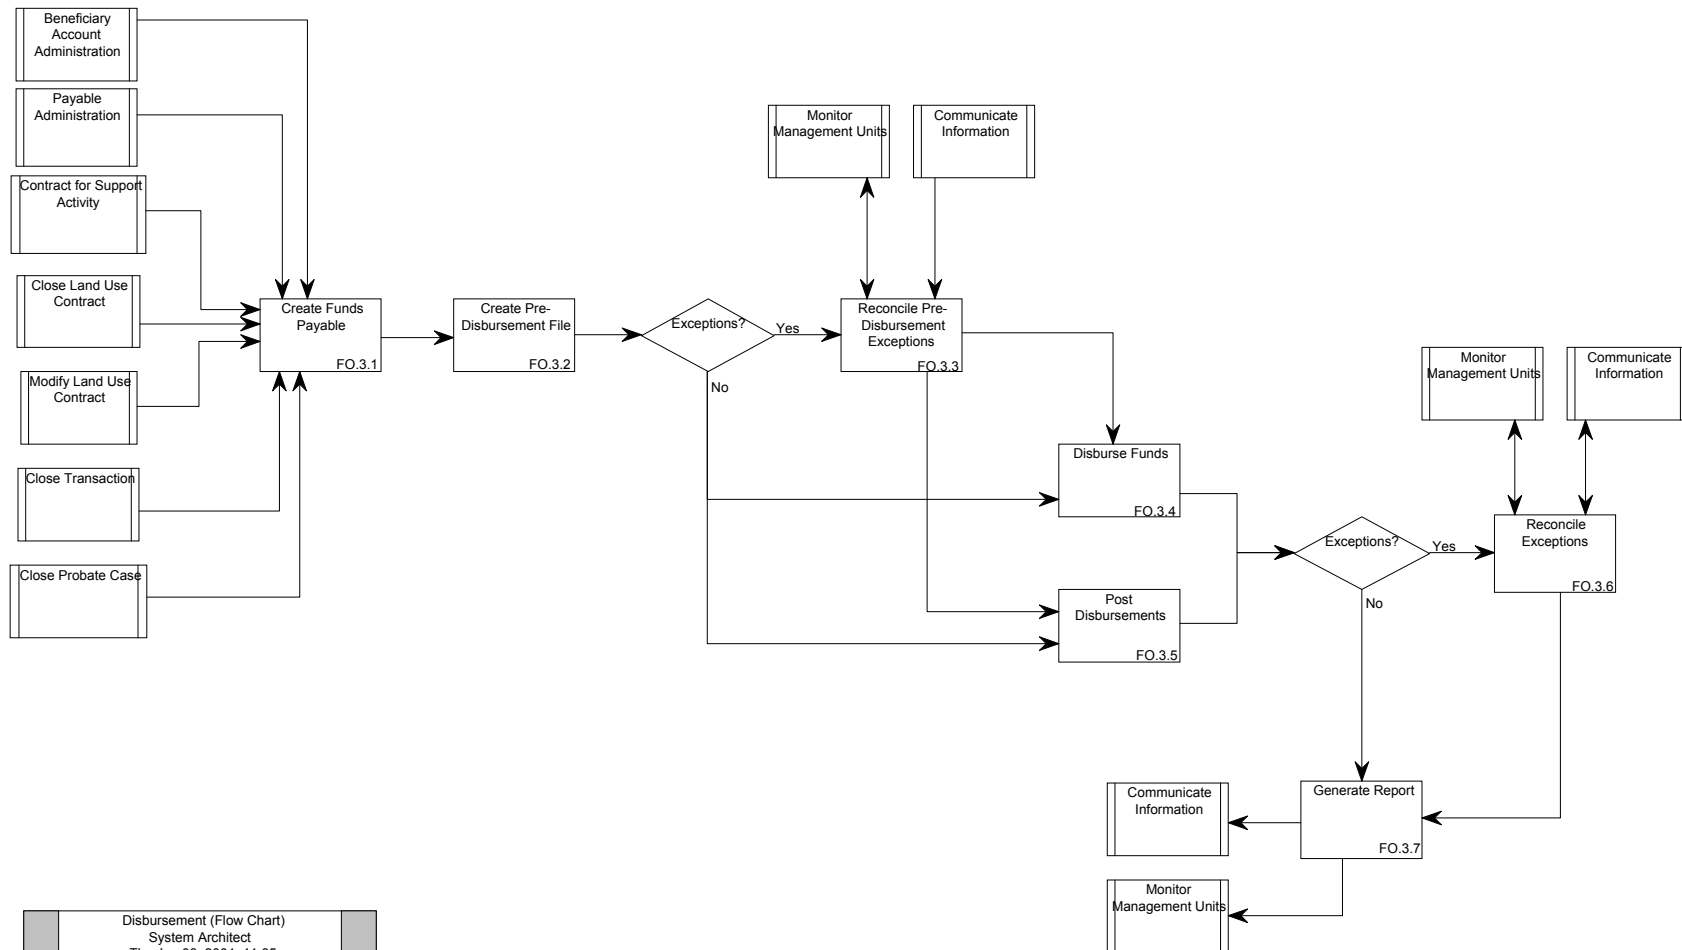 Beneficiary
Account
Administration
Payable
Administration
Contract for Support
Activity
Close Land Use
Contract
Modify Land Use
Contract
Close Transaction
Close Probate Case
Create Funds
Payable
FO.3.1
Create Pre-
Disbursement File
FO.3.2
Exceptions?
Yes
No
Monitor
Management Units
Communicate
Information
Reconcile Pre-
Disbursement
Exceptions
FO.3.3
Disburse Funds
FO.3.4
Post
Disbursements
FO.3.5
Exceptions?
Yes
No
Monitor
Management Units
Communicate
Information
Reconcile
Exceptions
FO.3.6
Generate Report
FO.3.7
Communicate
Information
Monitor
Management Units
Disbursement (Flow Chart)
System Architect